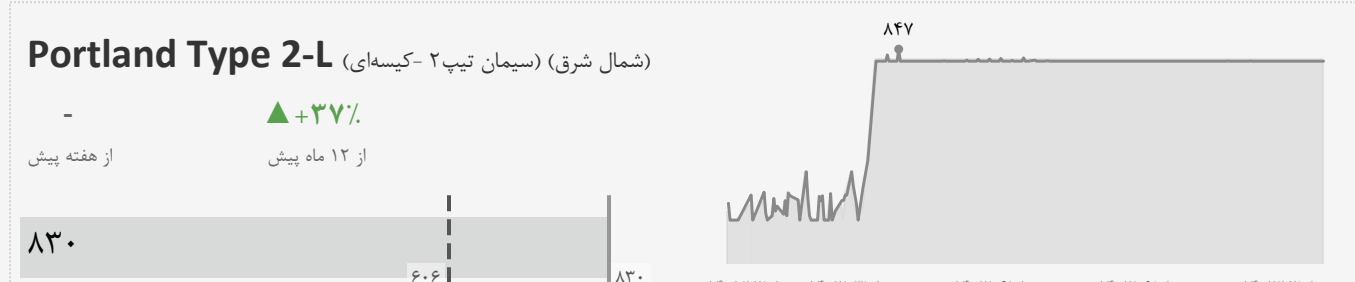 Portland Type 2-L (شمال شرق) (سیمان تیپ۲ -کیسه‌ای)
-
▲+۳۷٪
از هفته پیش
از ۱۲ ماه پیش
۸۳۰
۶۰۶
۸۳۰
۸۴۷